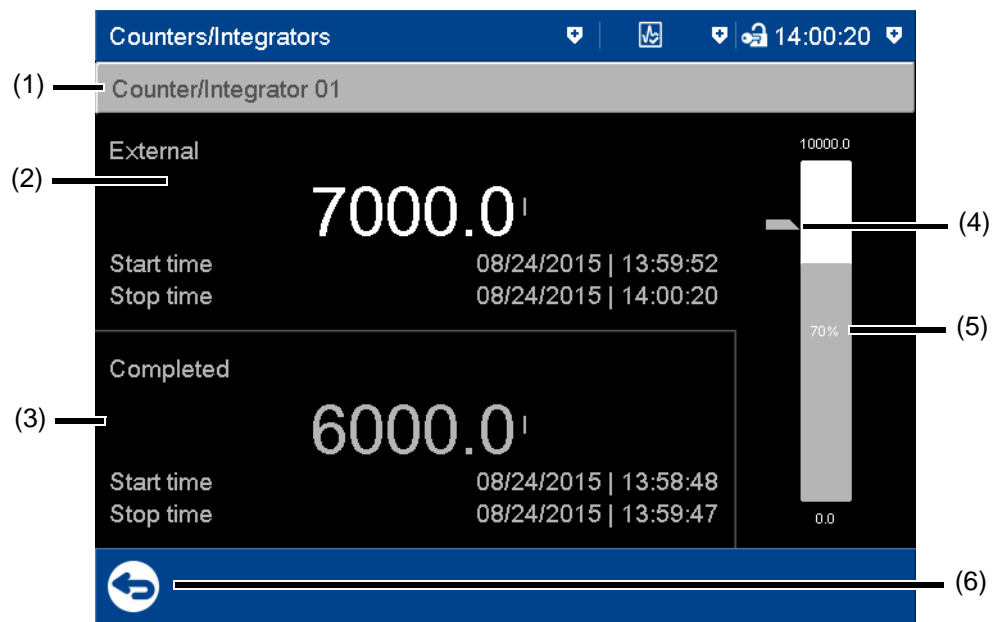 Counters/Integrators 14:00:20
(1) Counter/Integrator 01
External 10000.0
(2)
7000.0 l
(4)
Start time 08/24/2015 | 13:59:52
Stop time 08/24/2015 | 14:00:20
70% (5)
Completed
(3) 6000.0 l
Start time 08/24/2015 | 13:58:48
Stop time 08/24/2015 | 13:59:47
0.0
(6)